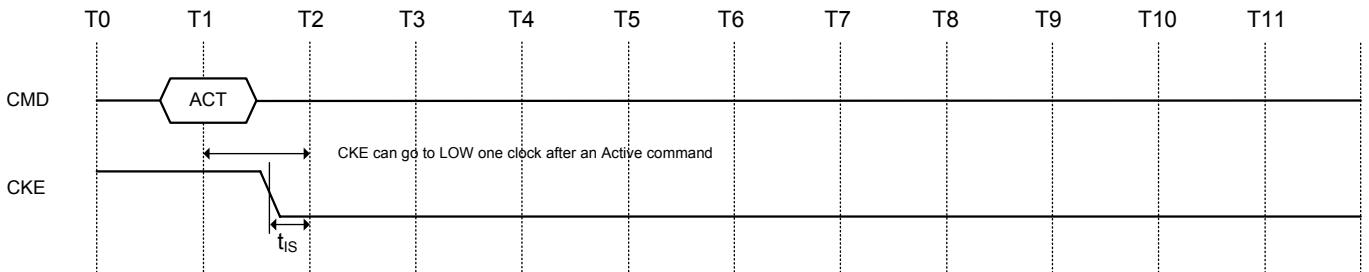 T0 T1 T2 T3 T4 T5 T6 T7 T8 T9 T10 T11
CMD ACT
CKE can go to LOW one clock after an Active command
CKE
tIS